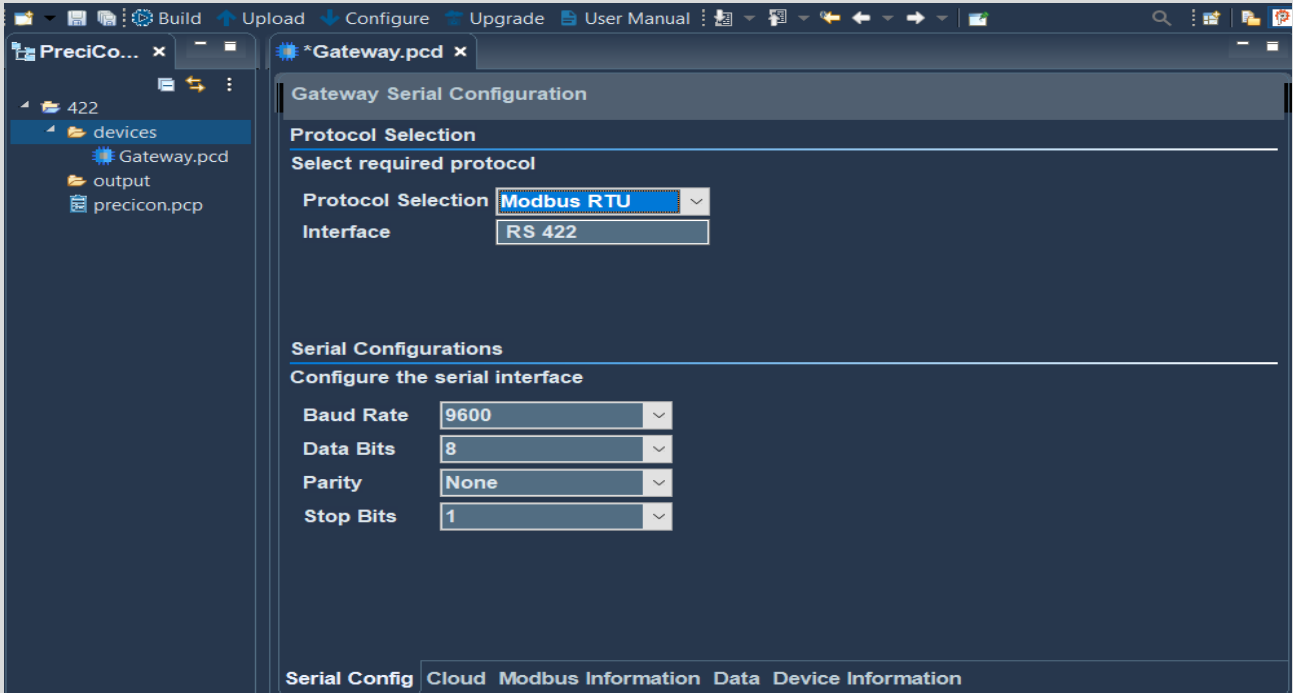 Build Upload Configure Upgrade User Manual
PreciCo...
*Gateway.pcd
422
devices
Gateway.pcd
output
precicon.pcp
Gateway Serial Configuration
Protocol Selection
Select required protocol
Protocol Selection Modbus RTU
Interface RS 422
Serial Configurations
Configure the serial interface
Baud Rate 9600
Data Bits 8
Parity None
Stop Bits 1
Serial Config Cloud Modbus Information Data Device Information